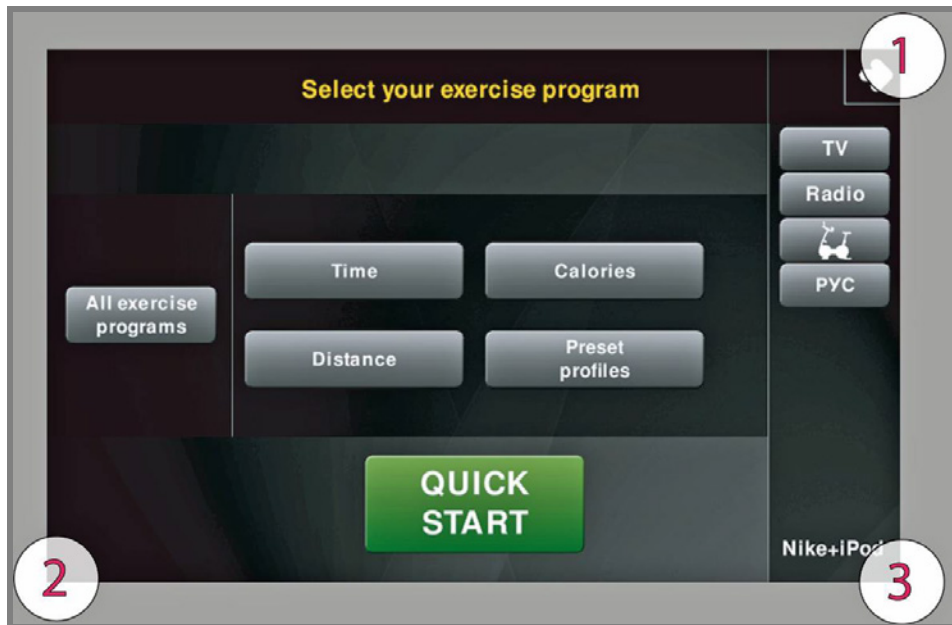 1
Select your exercise program
TV
Radio
РУС
All exercise
programs
Time
Calories
Distance
Preset
profiles
QUICK
START
Nike+iPod
2
3